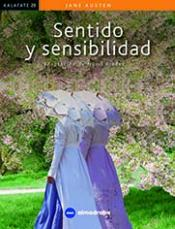 KALAFATE 20
JANE AUSTEN
Sentido
y sensibilidad
almadraba